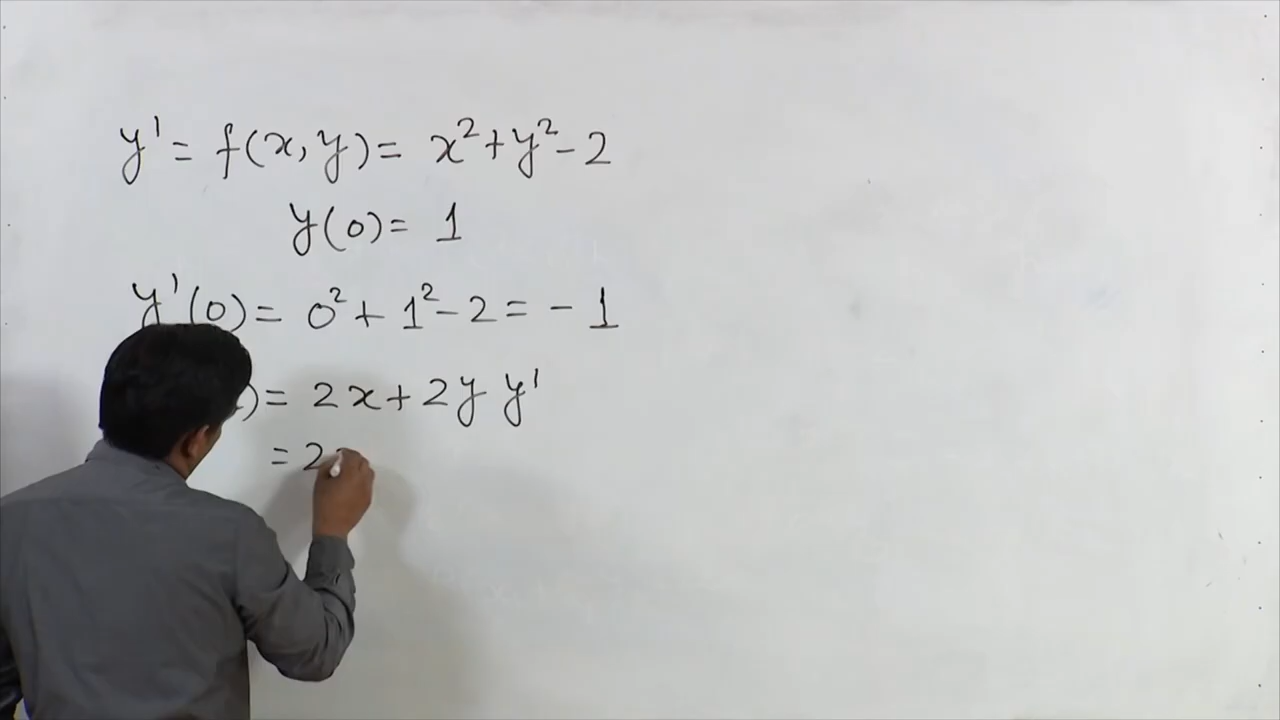 y' = f(x, y) = x² + y² - 2
y(0) = 1
y'(0) = 0² + 1² - 2 = - 1
) = 2x + 2y y'
= 2